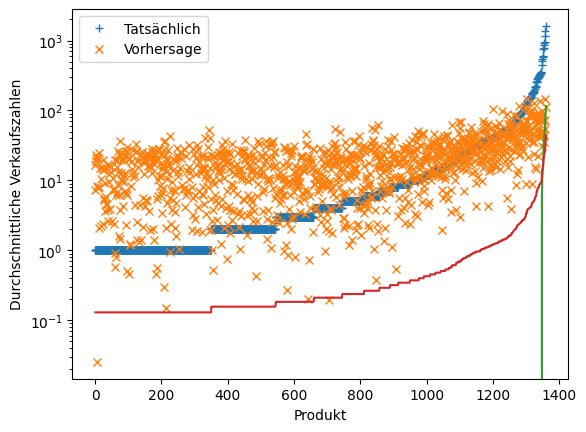 Tatsächlich
Vorhersage
Durchschnittliche Verkaufszahlen
10³
10²
10¹
10⁰
10⁻¹
0 200 400 600 800 1000 1200 1400
Produkt